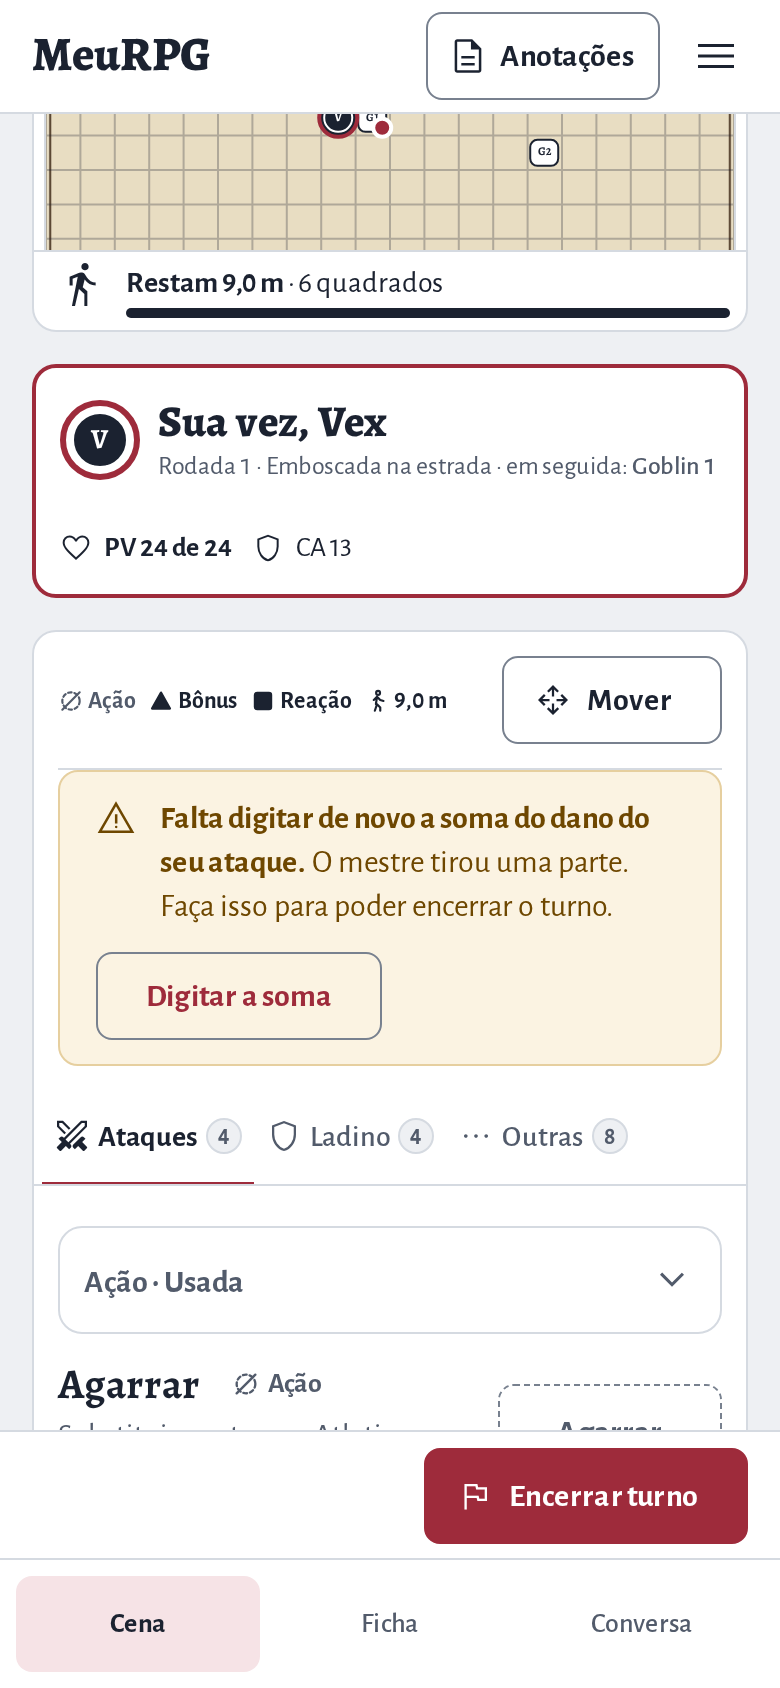 MeuRPG
Anotações
V
G2
Restam 9,0 m · 6 quadrados
V
Sua vez, Vex
Rodada 1 · Emboscada na estrada · em seguida: Goblin 1
PV 24 de 24
CA 13
Ação
Bônus
Reação
9,0 m
Mover
Falta digitar de novo a soma do dano do
seu ataque. O mestre tirou uma parte.
Faça isso para poder encerrar o turno.
Digitar a soma
Ataques 4
Ladino 4
Outras 8
Ação · Usada
Agarrar
Ação
Agarrar
Encerrar turno
Cena
Ficha
Conversa